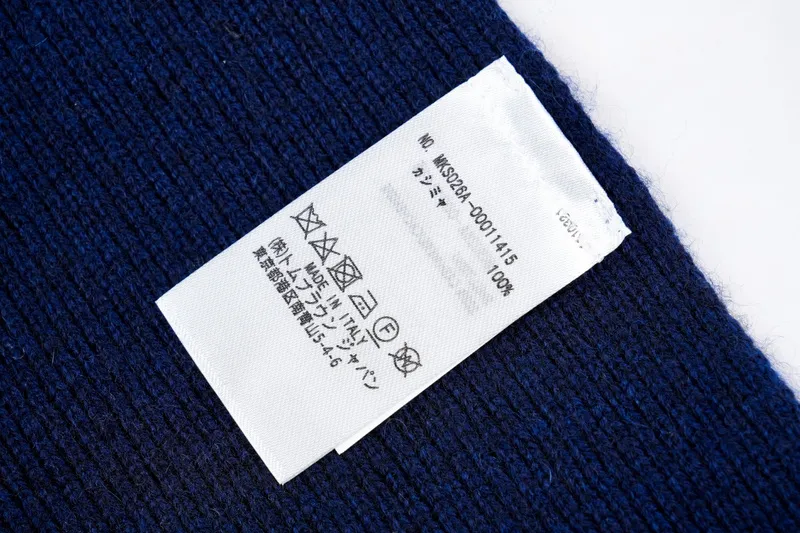 NO. MKS026A-00011415
カシミヤ 100%
MADE IN ITALY
(株)トムブラウン ジャパン
東京都港区南青山5-4-6